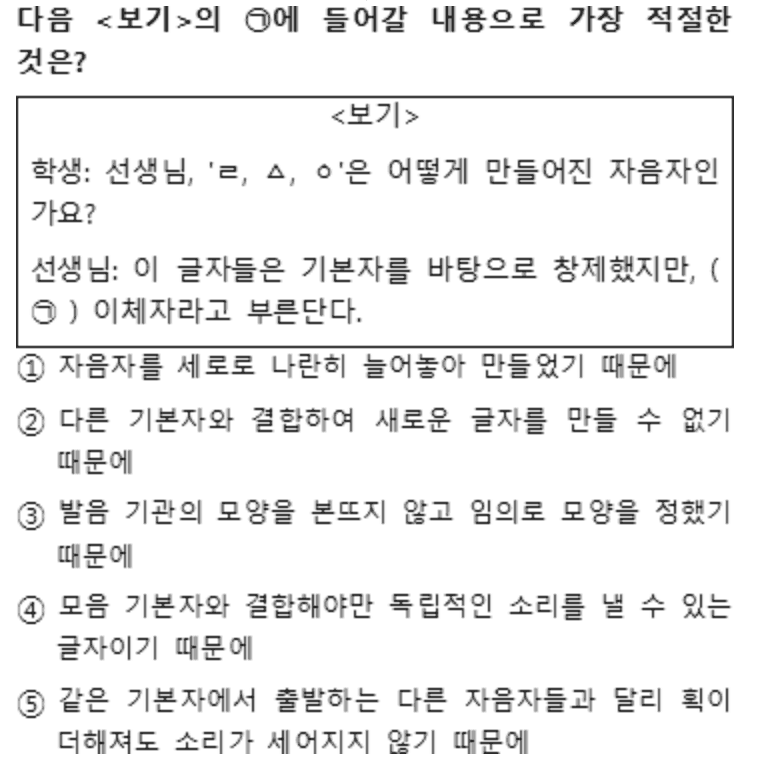 다음 <보기>의 ㉠에 들어갈 내용으로 가장 적절한
것은?
<보기>
학생: 선생님, 'ㄹ, ㅿ, ㆁ'은 어떻게 만들어진 자음자인
가요?
선생님: 이 글자들은 기본자를 바탕으로 창제했지만, (
㉠ ) 이체자라고 부른단다.
① 자음자를 세로로 나란히 늘어놓아 만들었기 때문에
② 다른 기본자와 결합하여 새로운 글자를 만들 수 없기
때문에
③ 발음 기관의 모양을 본뜨지 않고 임의로 모양을 정했기
때문에
④ 모음 기본자와 결합해야만 독립적인 소리를 낼 수 있는
글자이기 때문에
⑤ 같은 기본자에서 출발하는 다른 자음자들과 달리 획이
더해져도 소리가 세어지지 않기 때문에